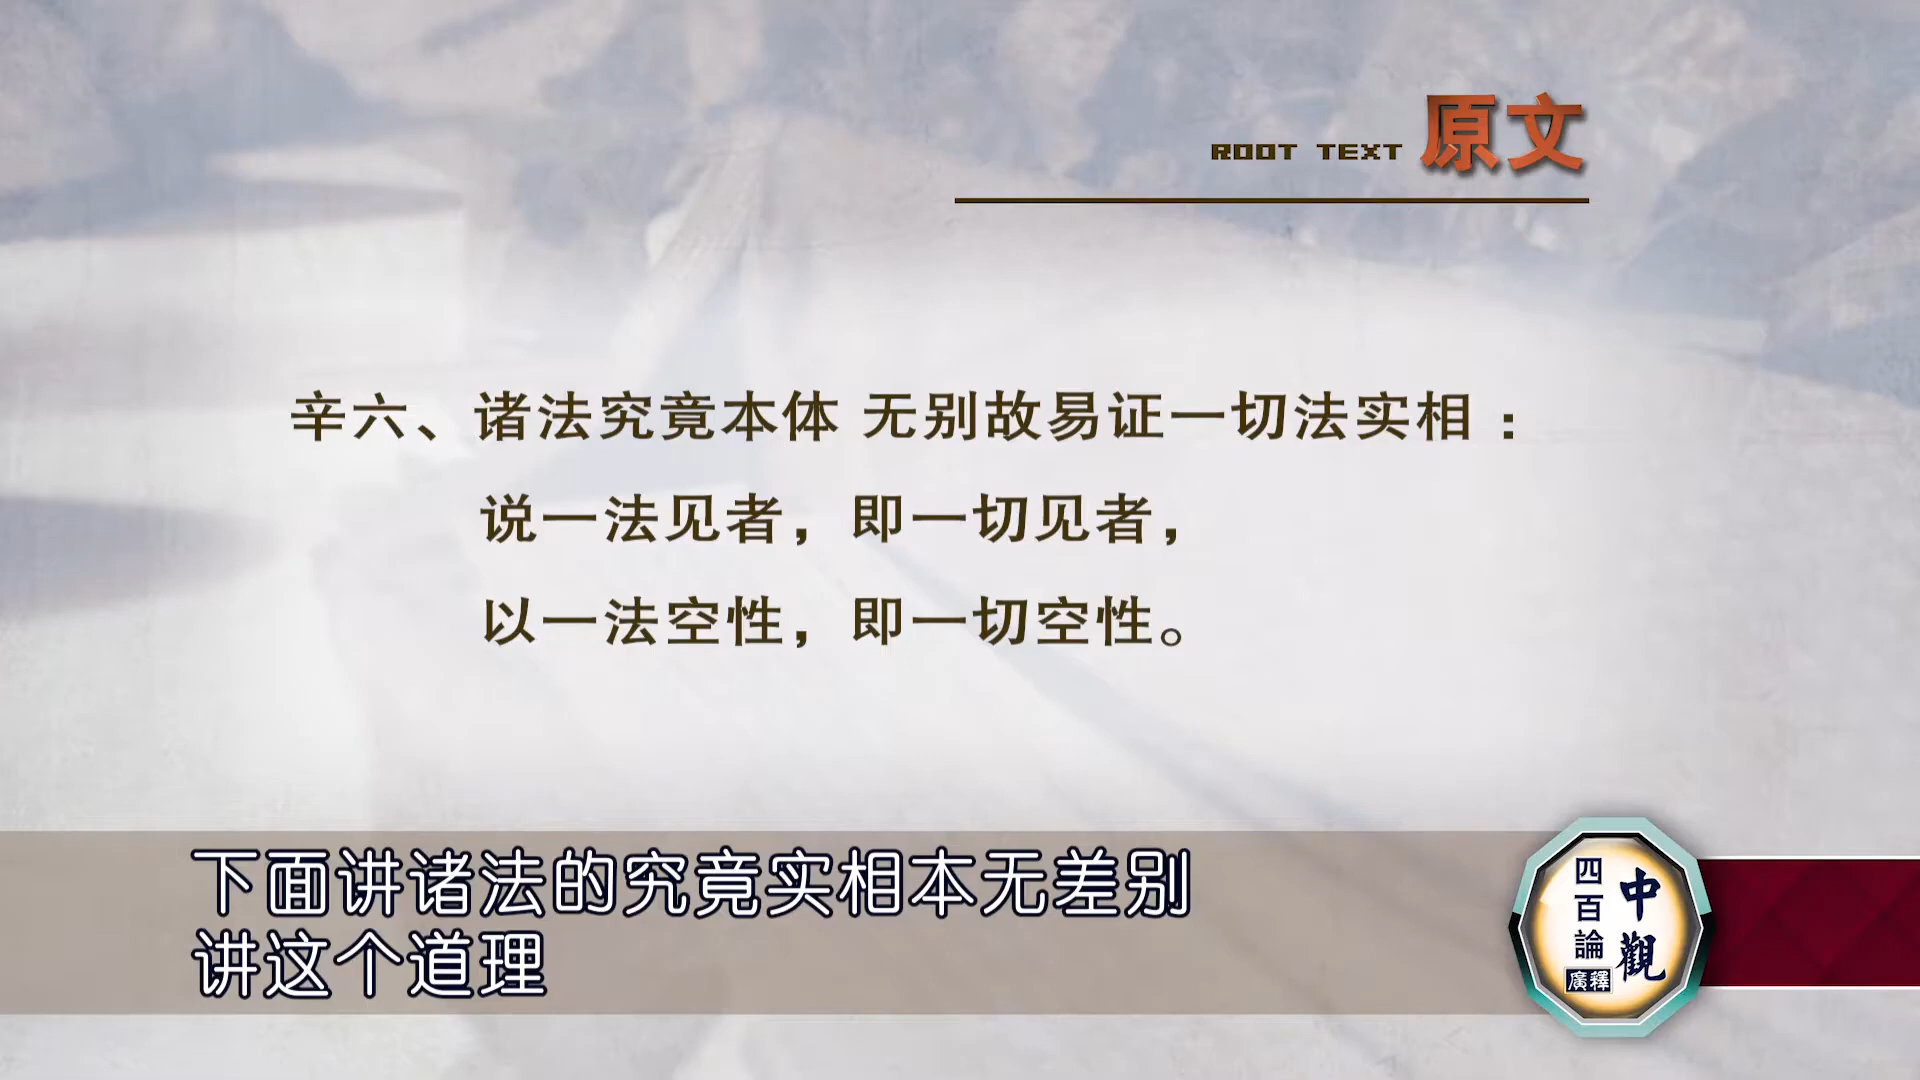 ROOT TEXT 原文
辛六、诸法究竟本体 无别故易证一切法实相：
说一法见者，即一切见者，
以一法空性，即一切空性。
下面讲诸法的究竟实相本无差别
讲这个道理
中觀
四百論
廣釋